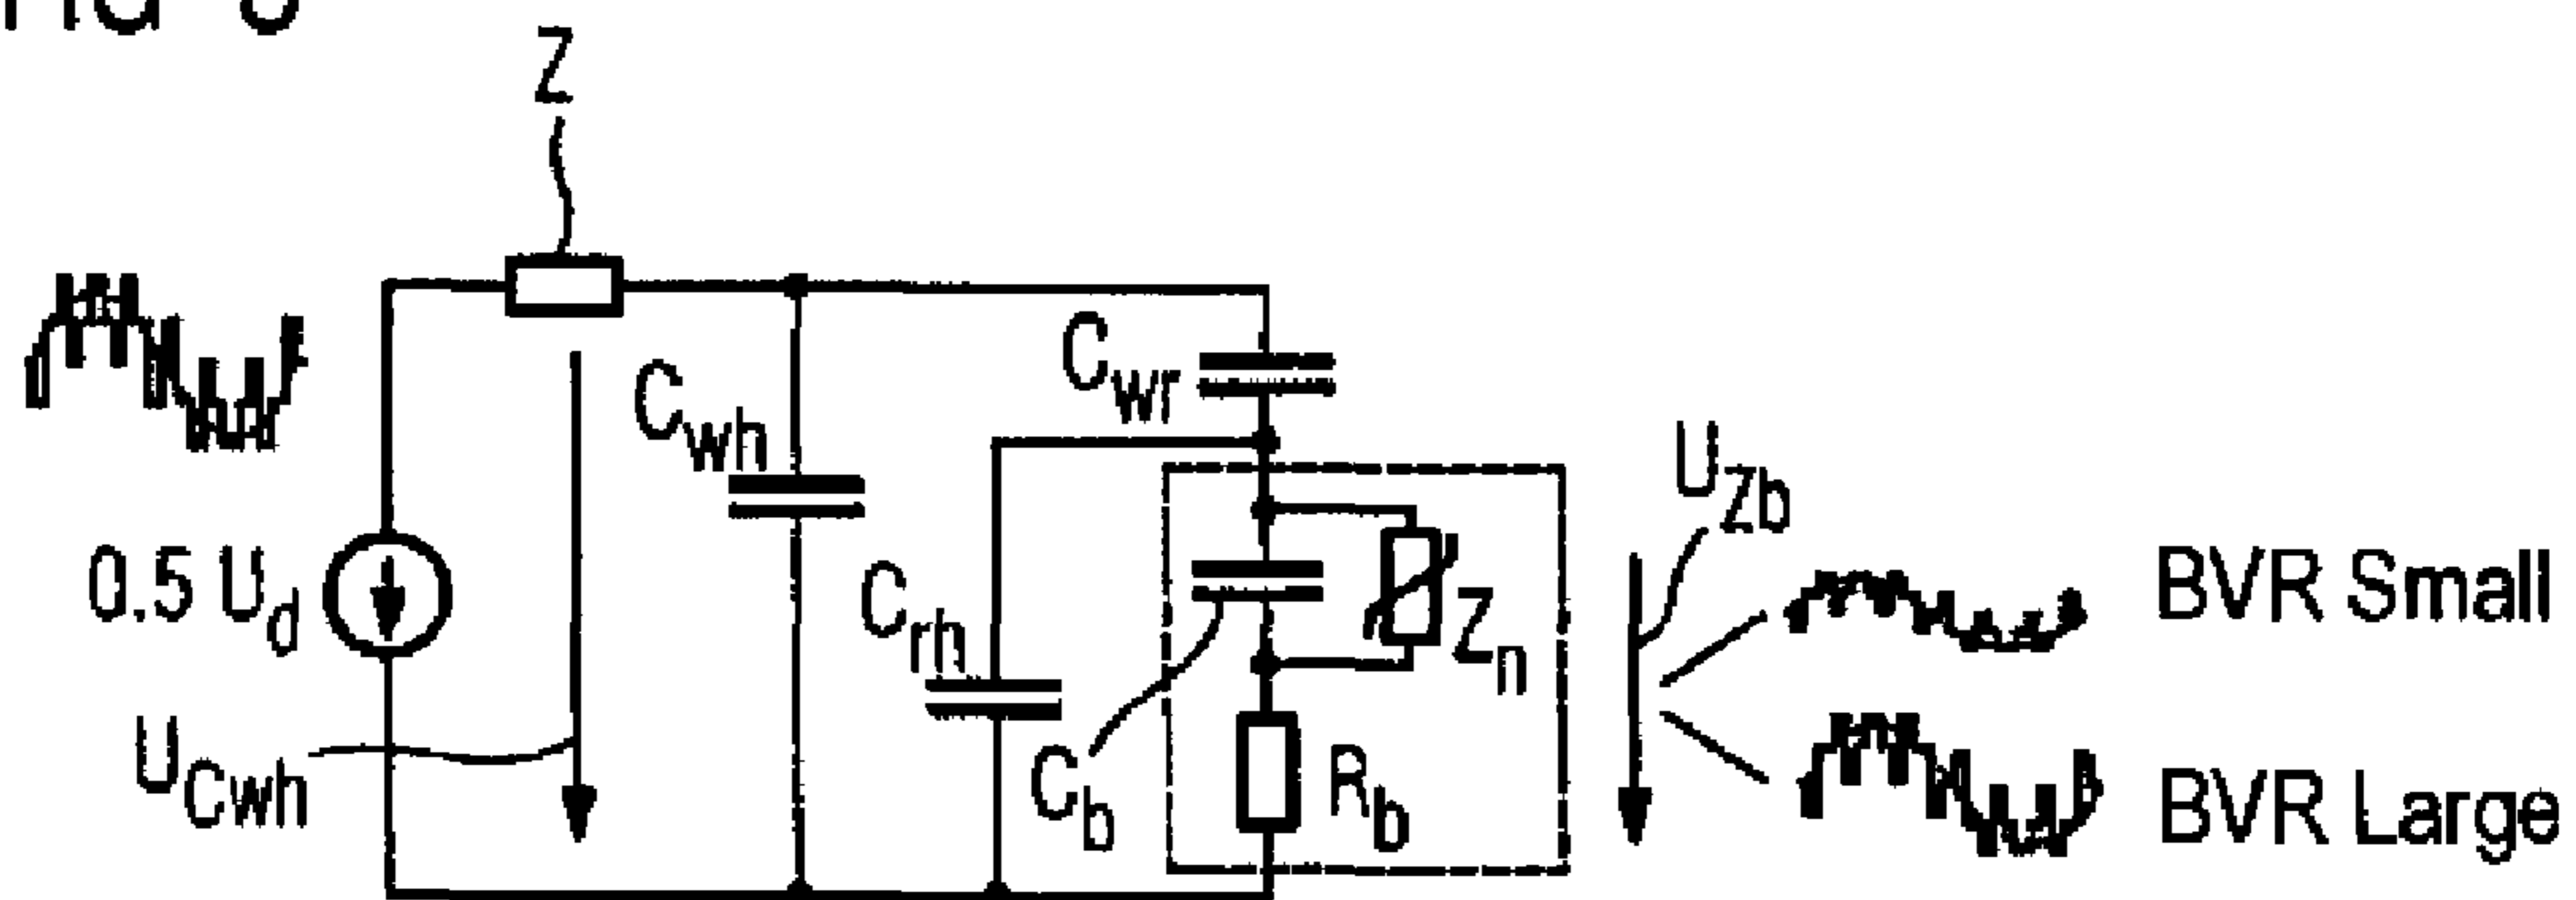 Z
C_wh
C_wr
U_Zb
0.5 U_d
C_rh
Z_n
BVR Small
U_Cwh
C_b
R_b
BVR Large